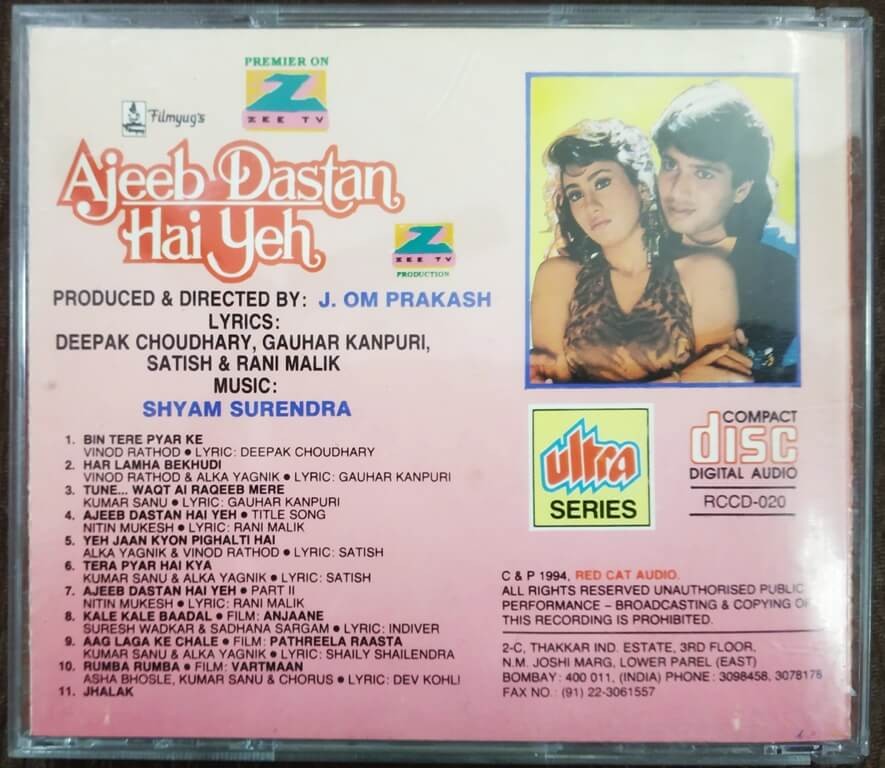 PREMIER ON
Z
ZEE TV
Filmyug's
Ajeeb Dastan
Hai Yeh
Z
ZEE TV
PRODUCTION
PRODUCED & DIRECTED BY: J. OM PRAKASH
LYRICS:
DEEPAK CHOUDHARY, GAUHAR KANPURI,
SATISH & RANI MALIK
MUSIC:
SHYAM SURENDRA
1. BIN TERE PYAR KE
VINOD RATHOD ● LYRIC: DEEPAK CHOUDHARY
2. HAR LAMHA BEKHUDI
VINOD RATHOD & ALKA YAGNIK ● LYRIC: GAUHAR KANPURI
3. TUNE... WAQT AI RAQEEB MERE
KUMAR SANU ● LYRIC: GAUHAR KANPURI
4. AJEEB DASTAN HAI YEH ● TITLE SONG
NITIN MUKESH ● LYRIC: RANI MALIK
5. YEH JAAN KYON PIGHALTI HAI
ALKA YAGNIK & VINOD RATHOD ● LYRIC: SATISH
6. TERA PYAR HAI KYA
KUMAR SANU & ALKA YAGNIK ● LYRIC: SATISH
7. AJEEB DASTAN HAI YEH ● PART II
NITIN MUKESH ● LYRIC: RANI MALIK
8. KALE KALE BAADAL ● FILM: ANJAANE
SURESH WADKAR & SADHANA SARGAM ● LYRIC: INDIVER
9. AAG LAGA KE CHALE ● FILM: PATHREELA RAASTA
KUMAR SANU & ALKA YAGNIK ● LYRIC: SHAILY SHAILENDRA
10. RUMBA RUMBA ● FILM: VARTMAAN
ASHA BHOSLE, KUMAR SANU & CHORUS ● LYRIC: DEV KOHLI
11. JHALAK
ultra
SERIES
COMPACT
disc
DIGITAL AUDIO
RCCD-020
C & P 1994, RED CAT AUDIO.
ALL RIGHTS RESERVED UNAUTHORISED PUBLIC
PERFORMANCE – BROADCASTING & COPYING OF
THIS RECORDING IS PROHIBITED.
2-C, THAKKAR IND. ESTATE, 3RD FLOOR,
N.M. JOSHI MARG, LOWER PAREL (EAST)
BOMBAY : 400 011, (INDIA) PHONE : 3098458, 3078176
FAX NO. : (91) 22-3061557